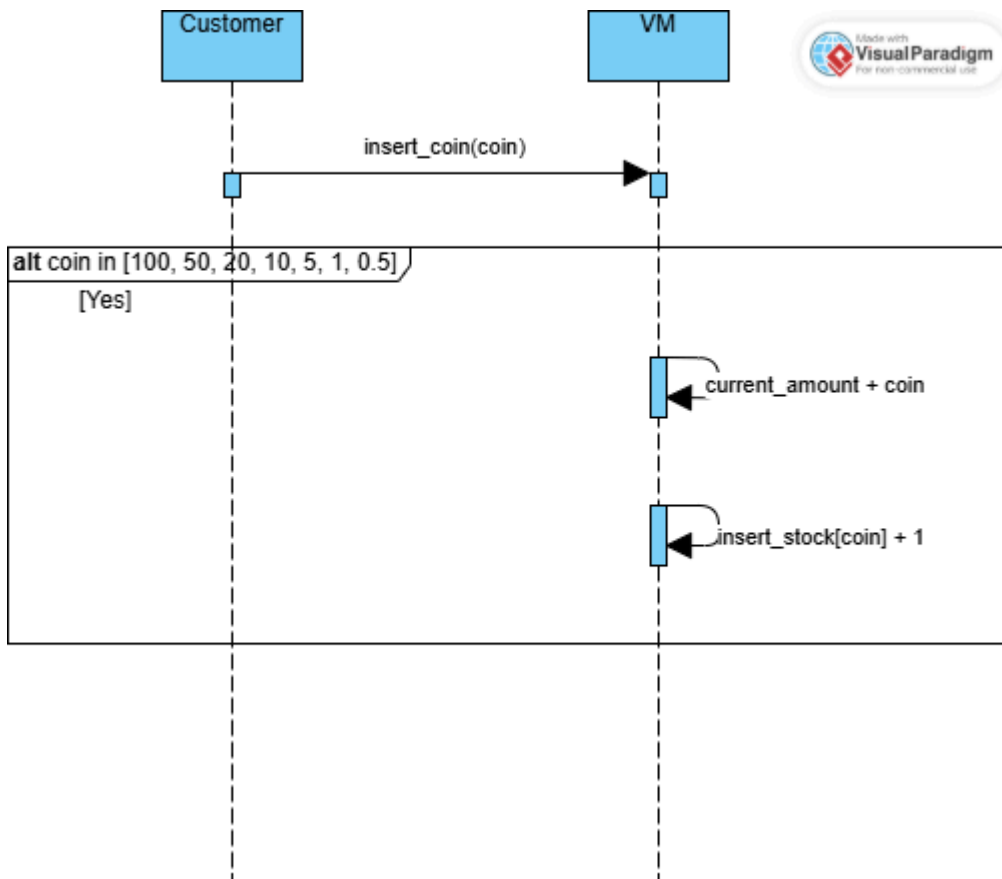 Customer
VM
Made with
Visual Paradigm
For non-commercial use
insert_coin(coin)
alt coin in [100, 50, 20, 10, 5, 1, 0.5]
[Yes]
current_amount + coin
insert_stock[coin] + 1